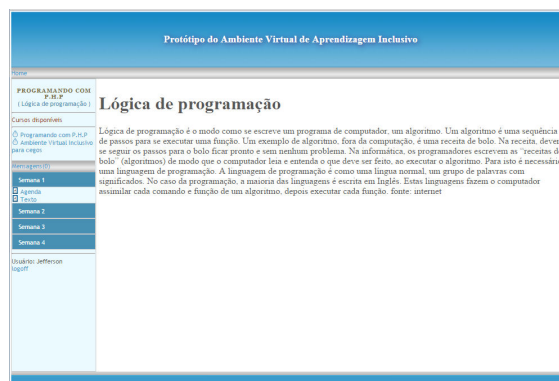 Protótipo do Ambiente Virtual de Aprendizagem Inclusivo
Home
PROGRAMANDO COM
P.H.P
( Lógica de programação )
Cursos disponíveis
Programando com P.H.P
Ambiente Virtual Inclusivo
para cegos
Mensagem(0)
Semana 1
Agenda
Texto
Semana 2
Semana 3
Semana 4
Usuário: Jefferson
logoff
Lógica de programação
Lógica de programação é o modo como se escreve um programa de computador, um algoritmo. Um algoritmo é uma sequência
de passos para se executar uma função. Um exemplo de algoritmo, fora da computação, é uma receita de bolo. Na receita, devem
se seguir os passos para o bolo ficar pronto e sem nenhum problema. Na informática, os programadores escrevem as "receitas de
bolo" (algoritmos) de modo que o computador leia e entenda o que deve ser feito, ao executar o algoritmo. Para isto é necessário
uma linguagem de programação. A linguagem de programação é como uma língua normal, um grupo de palavras com
significados. No caso da programação, a maioria das linguagens é escrita em Inglês. Estas linguagens fazem o computador
assimilar cada comando e função de um algoritmo, depois executar cada função. fonte: internet